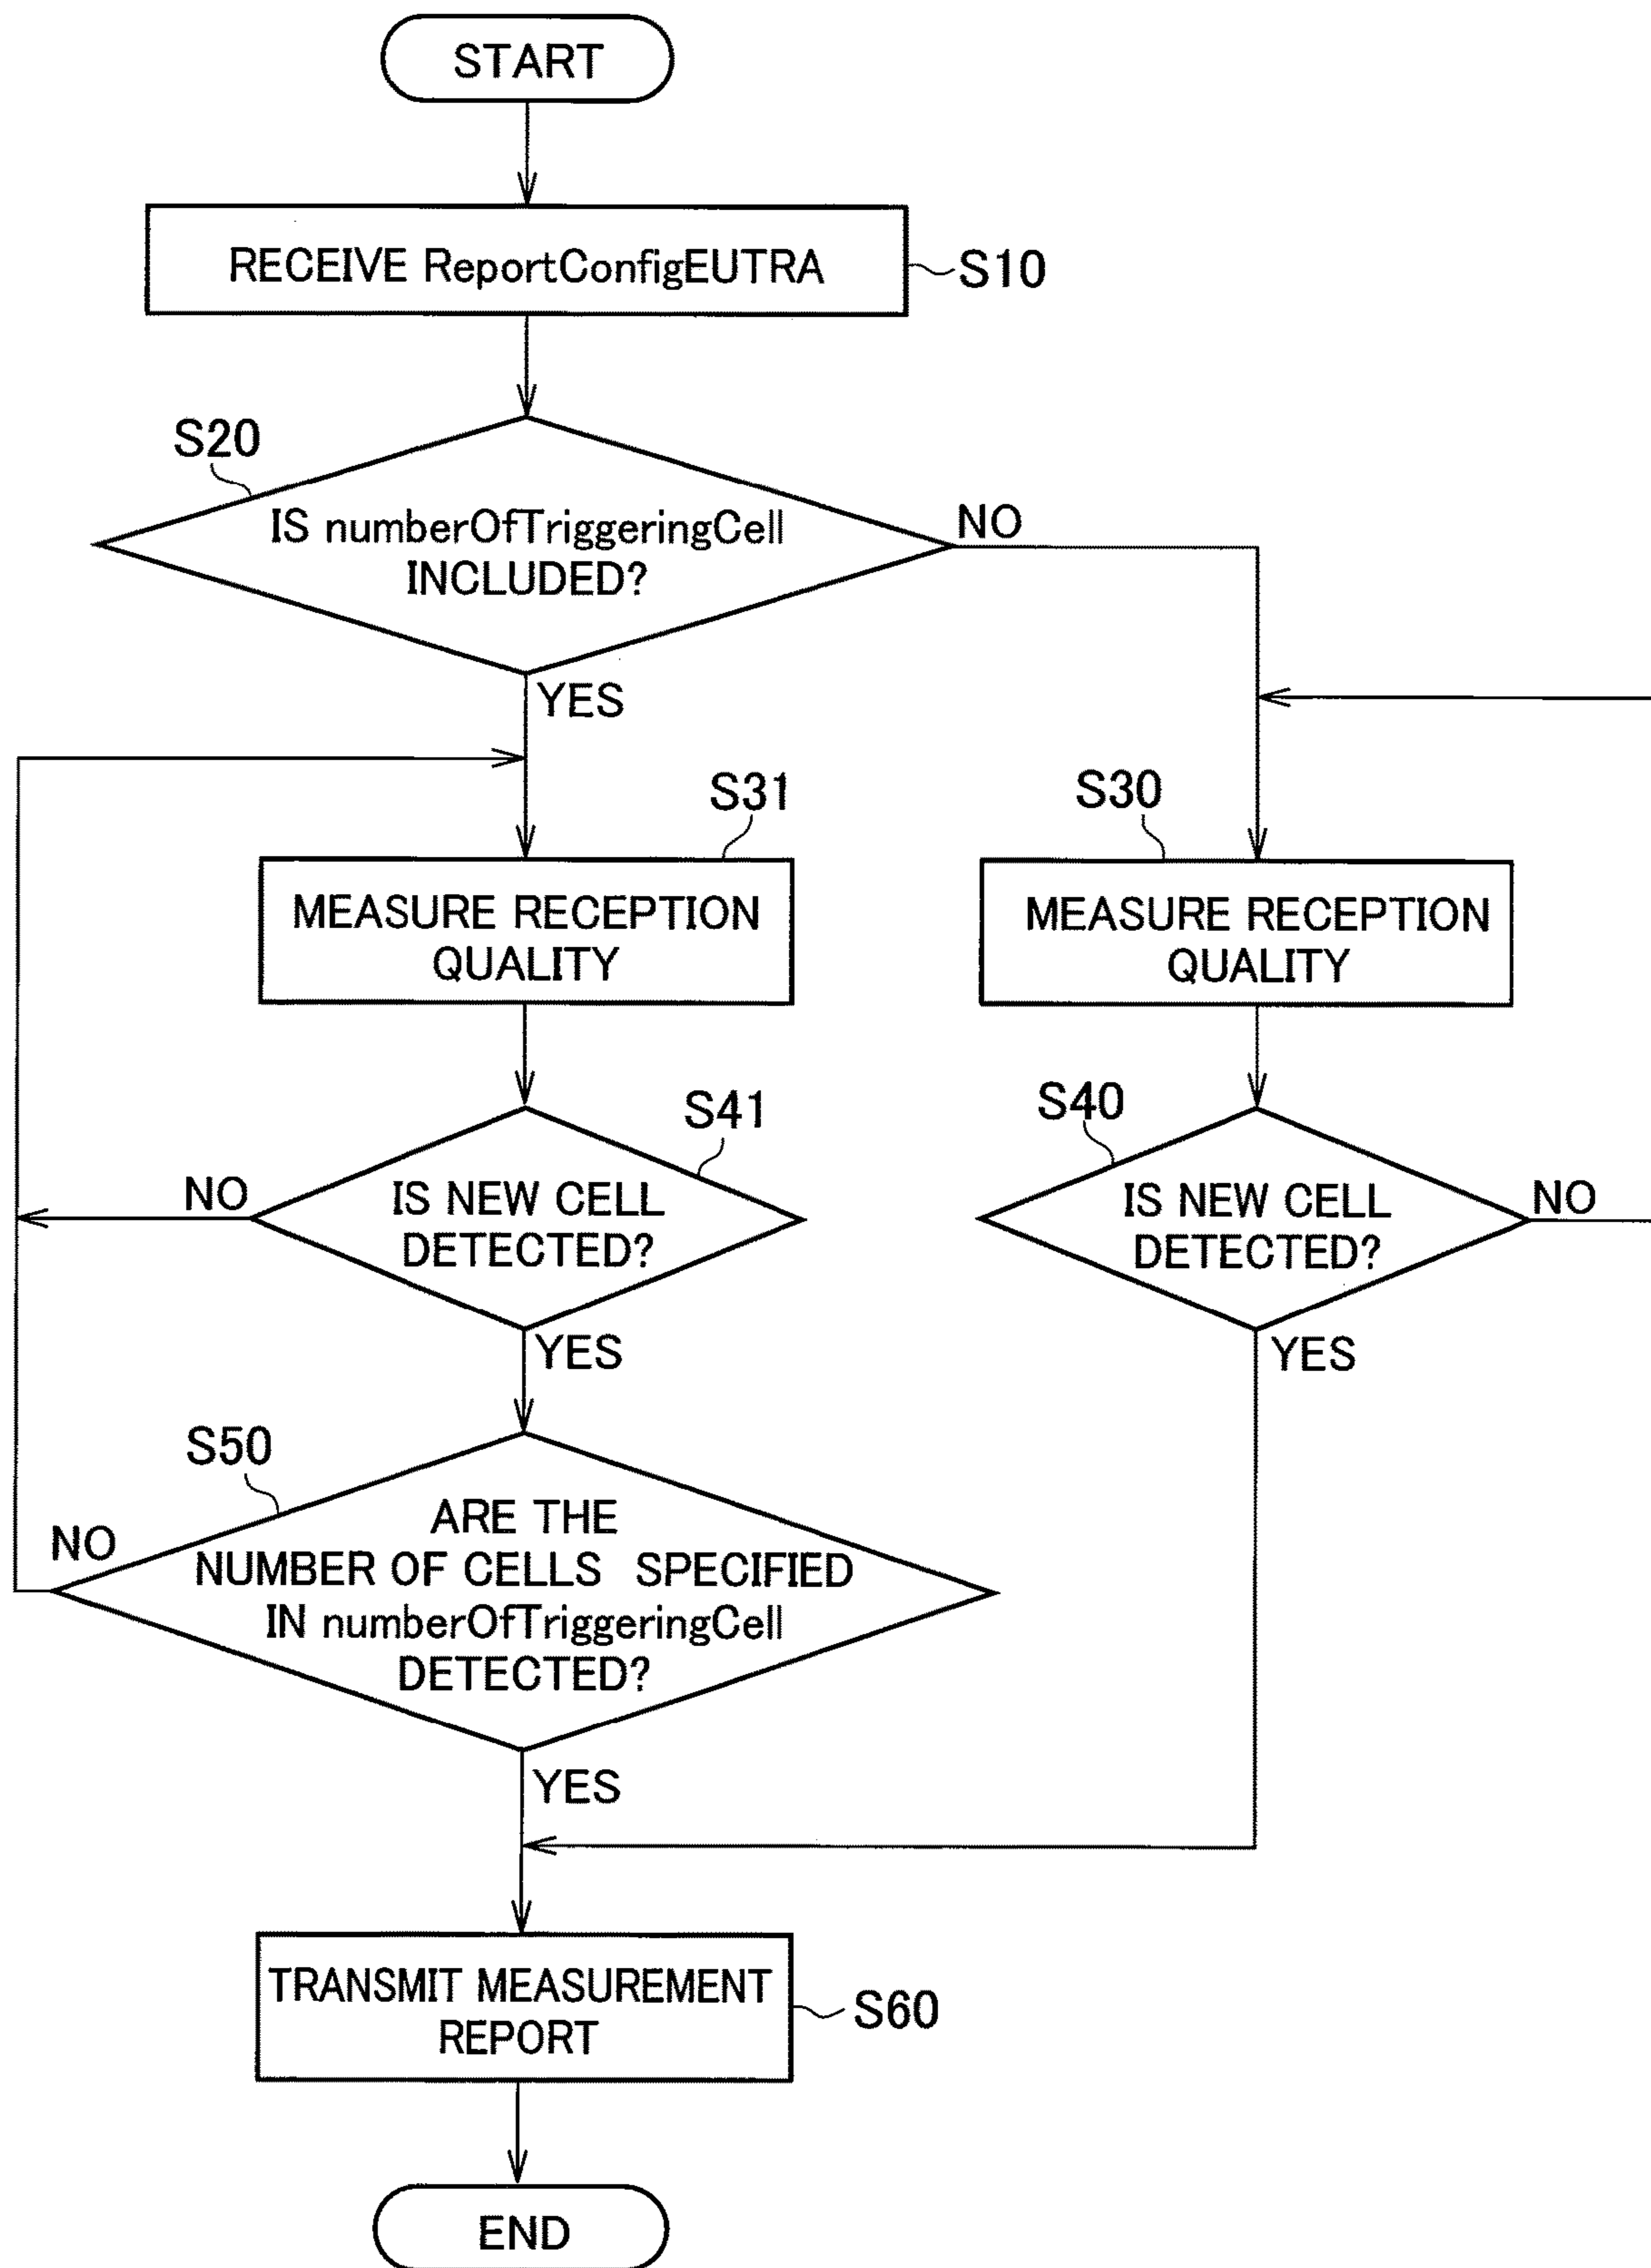 START
RECEIVE ReportConfigEUTRA
S10
S20
IS numberOfTriggeringCell
INCLUDED?
NO
YES
S31
MEASURE RECEPTION
QUALITY
S30
MEASURE RECEPTION
QUALITY
S41
IS NEW CELL
DETECTED?
NO
YES
S40
IS NEW CELL
DETECTED?
NO
YES
S50
ARE THE
NUMBER OF CELLS SPECIFIED
IN numberOfTriggeringCell
DETECTED?
NO
YES
TRANSMIT MEASUREMENT
REPORT
S60
END